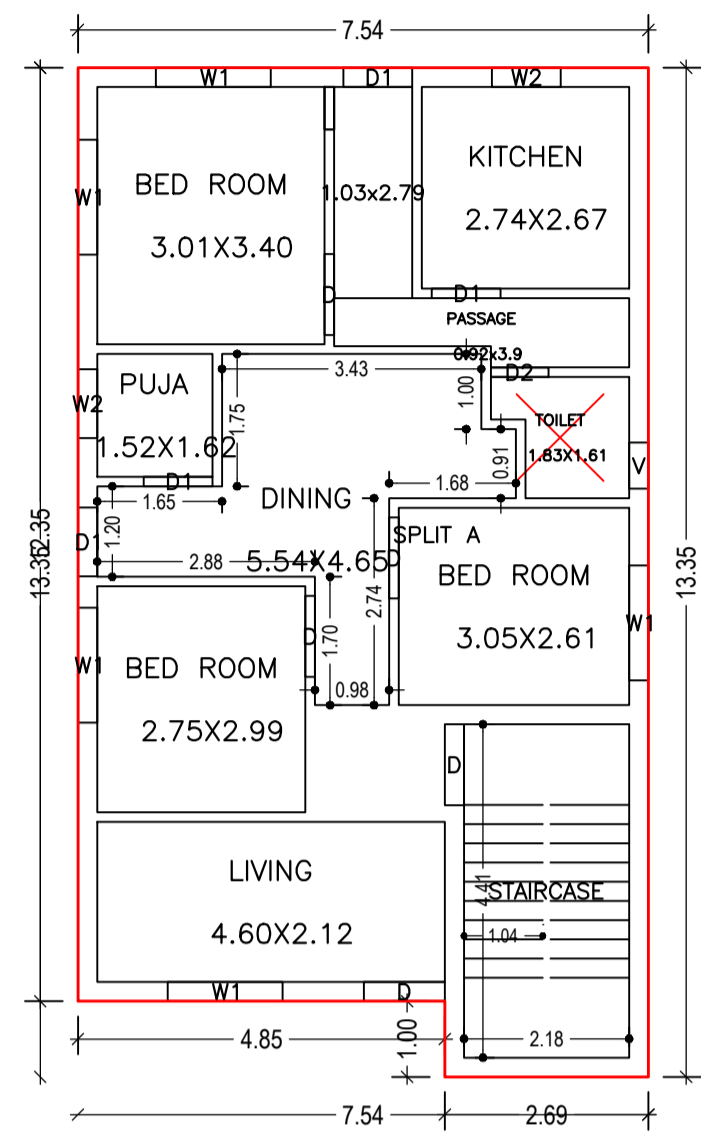 7.54
W1
D1
W2
BED ROOM
3.01X3.40
1.03x2.79
KITCHEN
2.74X2.67
W1
D
D1
PASSAGE
0.92x3.9
3.43
D2
PUJA
1.52X1.62
W2
1.75
1.00
TOILET
1.83X1.61
V
D1
1.65
DINING
5.54X4.65
1.68
0.91
D1
1.20
2.88
SPLIT A
D
BED ROOM
3.05X2.61
W1
13.35
12.35
13.35
2.74
1.70
D
0.98
BED ROOM
2.75X2.99
W1
D
LIVING
4.60X2.12
4.41
STAIRCASE
1.04
W1
D
4.85
1.00
2.18
7.54
2.69